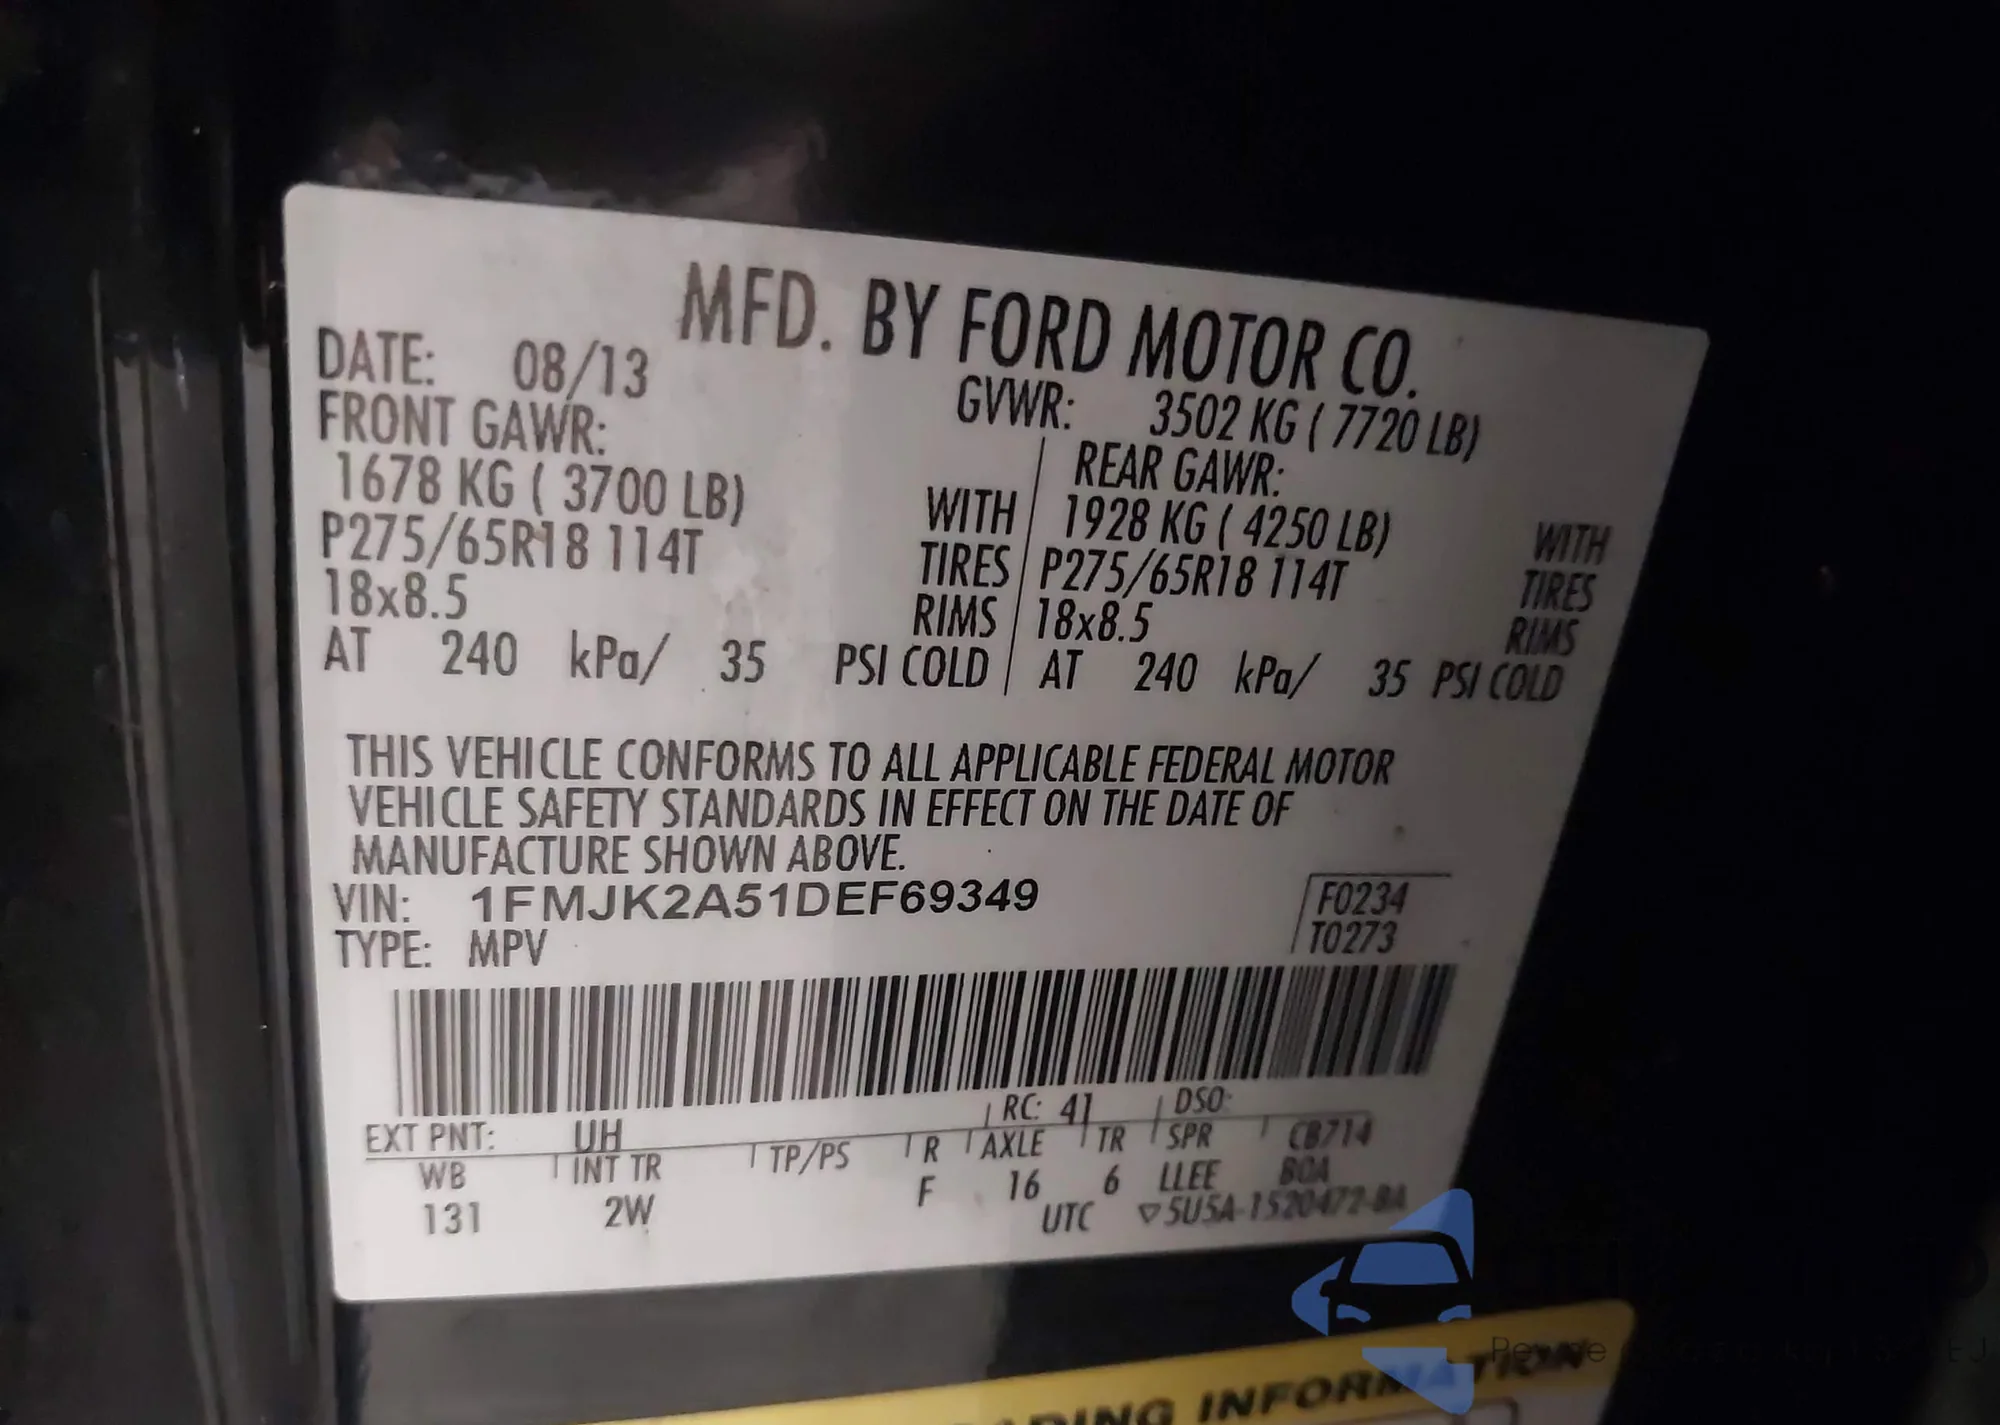 MFD. BY FORD MOTOR CO.
DATE: 08/13 GVWR: 3502 KG ( 7720 LB)
FRONT GAWR: REAR GAWR:
1678 KG ( 3700 LB) WITH 1928 KG ( 4250 LB) WITH
P275/65R18 114T TIRES P275/65R18 114T TIRES
18x8.5 RIMS 18x8.5 RIMS
AT 240 kPa/ 35 PSI COLD AT 240 kPa/ 35 PSI COLD
THIS VEHICLE CONFORMS TO ALL APPLICABLE FEDERAL MOTOR
VEHICLE SAFETY STANDARDS IN EFFECT ON THE DATE OF
MANUFACTURE SHOWN ABOVE.
VIN: 1FMJK2A51DEF69349 F0234
TYPE: MPV T0273
EXT PNT: UH RC: 41 DSO:
WB INT TR TP/PS R AXLE TR SPR CB714
131 2W F 16 6 LLEE BOA
UTC ▽5U5A-1520472-BA
INFORMATION